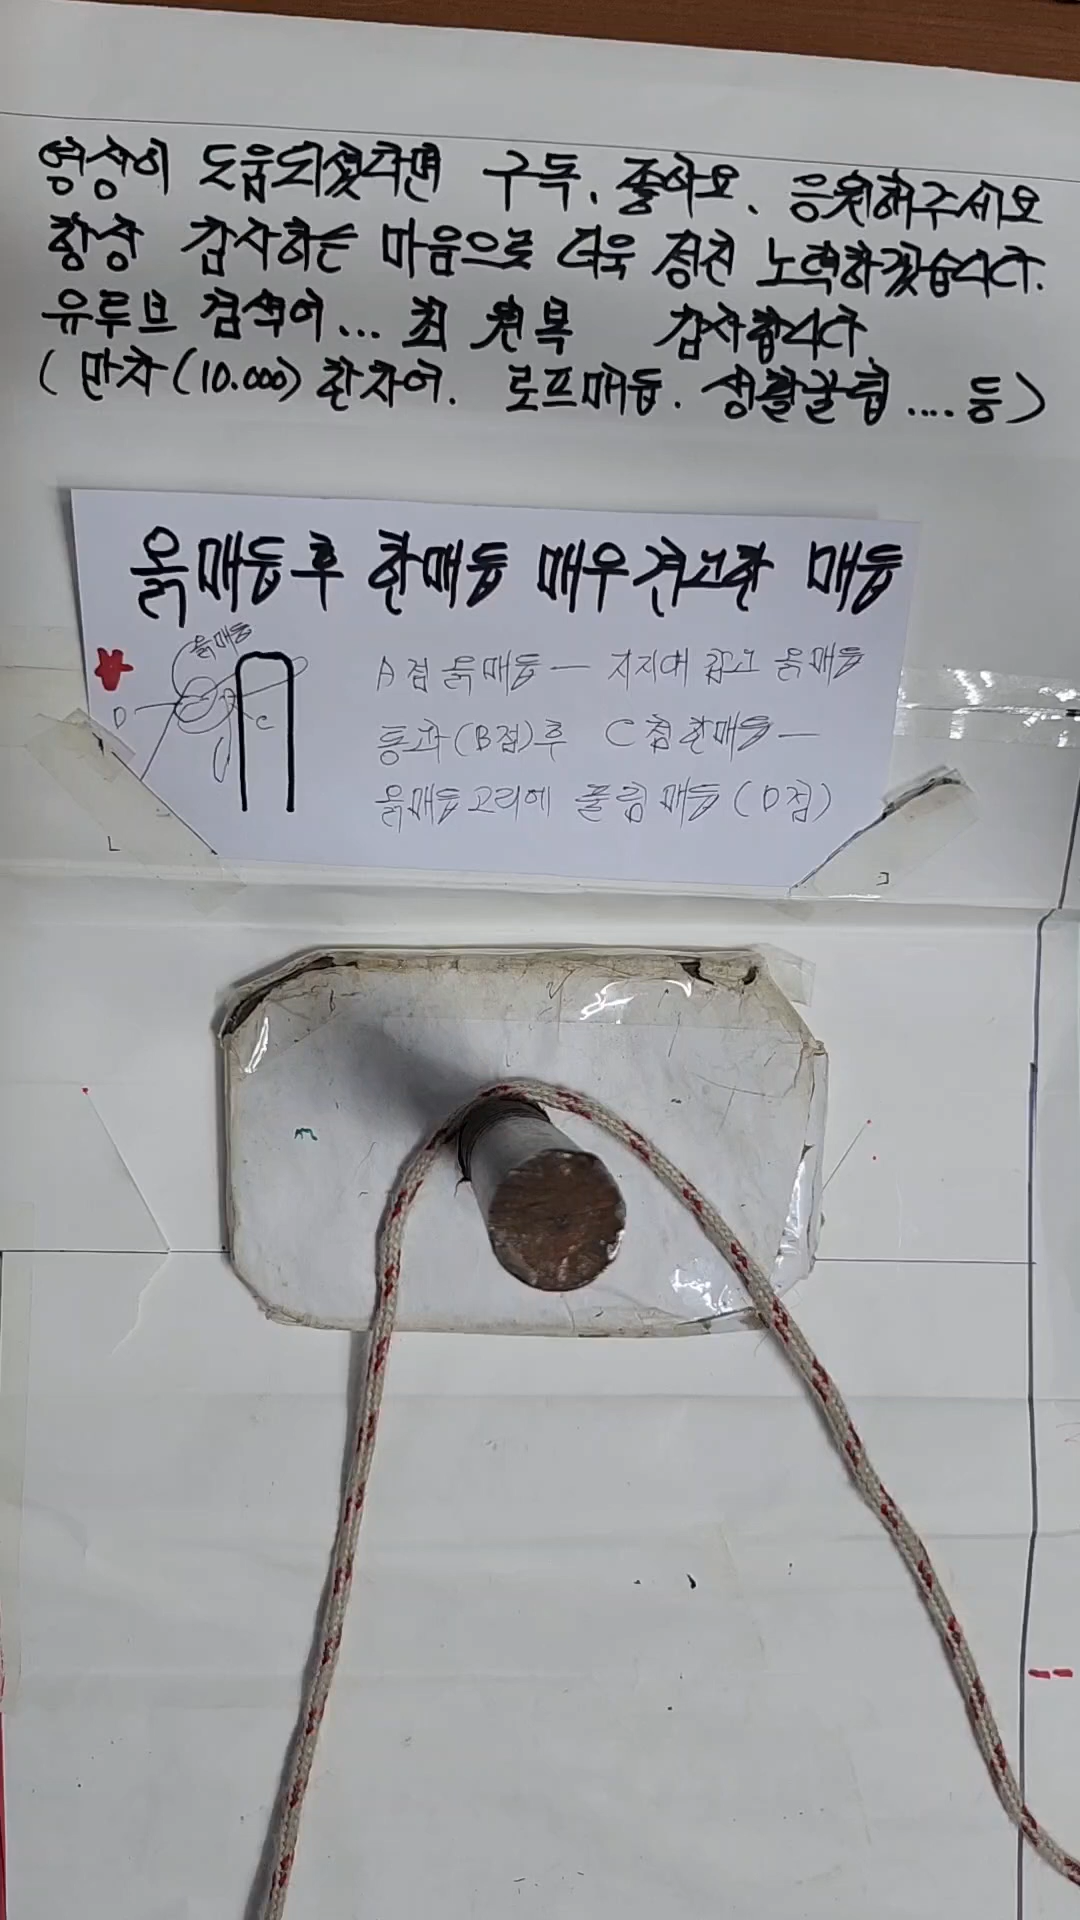 영상이 도움되셨다면 구독, 좋아요, 응원해주세요
항상 감사하는 마음으로 더욱 정진 노력하겠습니다.
유튜브 검색어... 최 원복 감사합니다
(만자(10.000) 한자어. 로프매듭. 생활꿀팁 .... 등)
옭매듭후 한매듭 매우견고한 매듭
옭매듭
A점 옭매듭 — 지지대 감고 옭매듭
통과(B점)후 C점 한매듭 —
옭매듭고리에 풀림매듭 (D점)
D
C